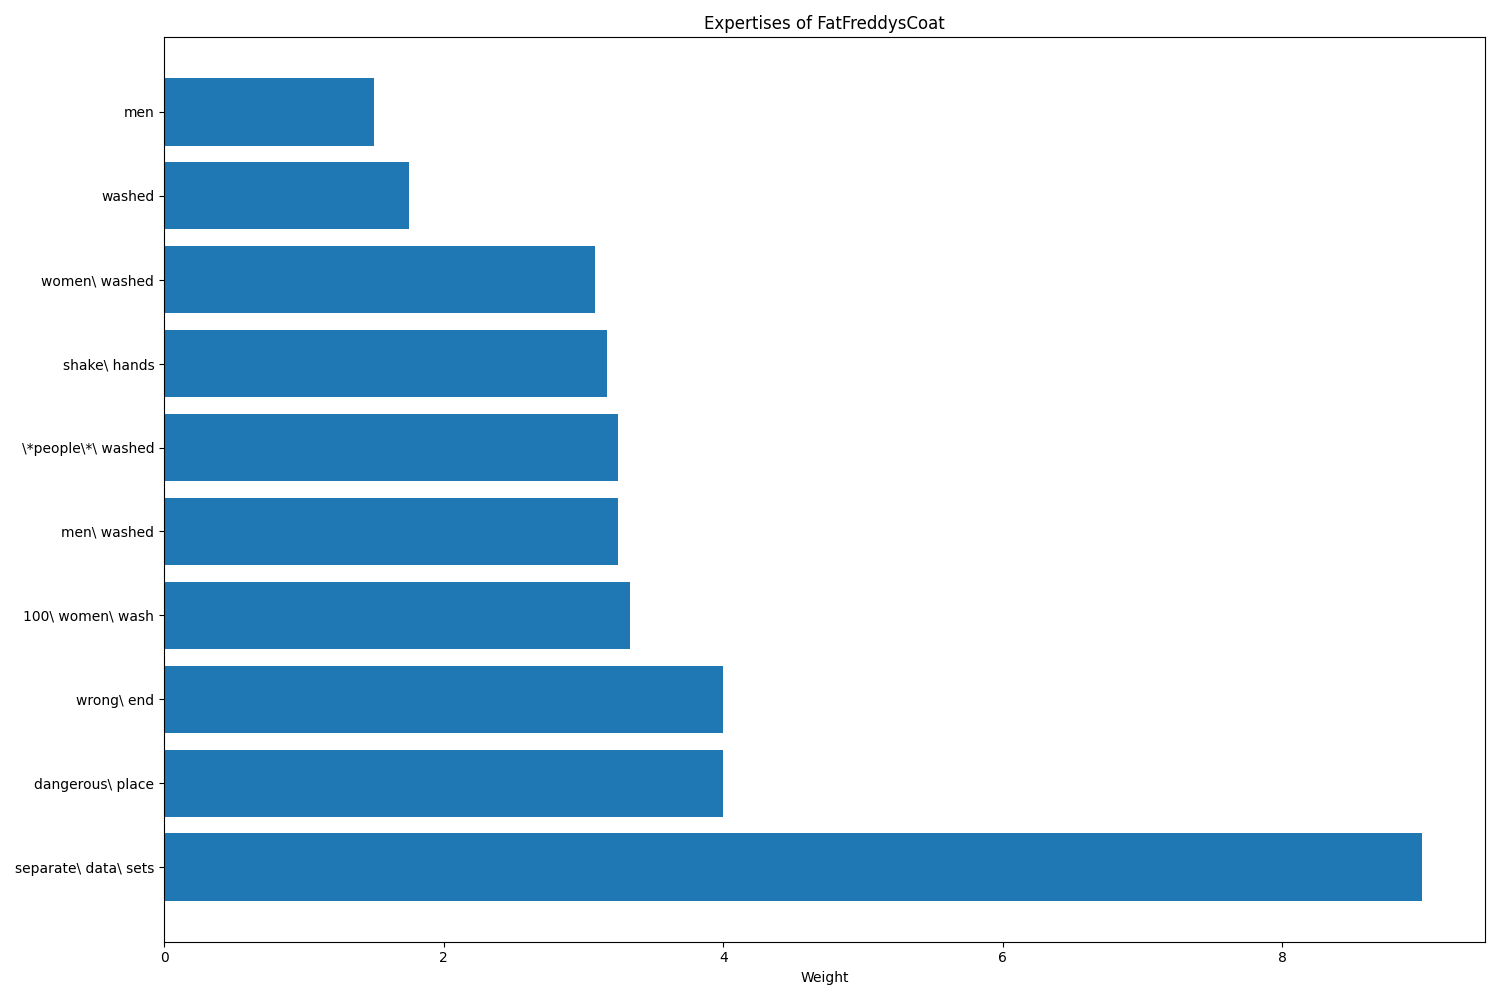 Expertises of FatFreddysCoat
men
washed
women\ washed
shake\ hands
\*people\*\ washed
men\ washed
100\ women\ wash
wrong\ end
dangerous\ place
separate\ data\ sets
0 2 4 6 8
Weight